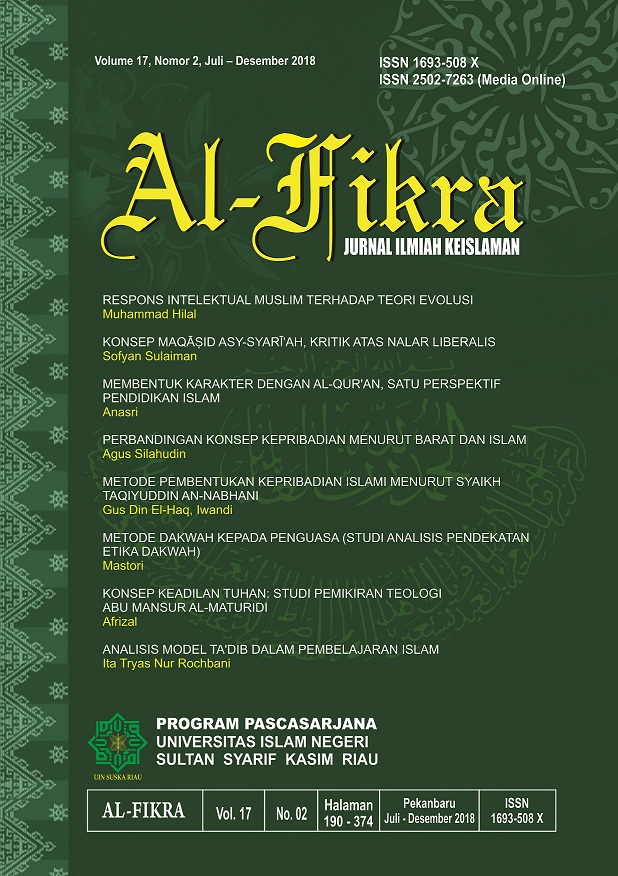 Volume 17, Nomor 2, Juli – Desember 2018
ISSN 1693-508 X
ISSN 2502-7263 (Media Online)
Al-Fikra
JURNAL ILMIAH KEISLAMAN
RESPONS INTELEKTUAL MUSLIM TERHADAP TEORI EVOLUSI
Muhammad Hilal
KONSEP MAQĀṢID ASY-SYARĪ'AH, KRITIK ATAS NALAR LIBERALIS
Sofyan Sulaiman
MEMBENTUK KARAKTER DENGAN AL-QUR'AN, SATU PERSPEKTIF
PENDIDIKAN ISLAM
Anasri
PERBANDINGAN KONSEP KEPRIBADIAN MENURUT BARAT DAN ISLAM
Agus Silahudin
METODE PEMBENTUKAN KEPRIBADIAN ISLAMI MENURUT SYAIKH
TAQIYUDDIN AN-NABHANI
Gus Din El-Haq, Iwandi
METODE DAKWAH KEPADA PENGUASA (STUDI ANALISIS PENDEKATAN
ETIKA DAKWAH)
Mastori
KONSEP KEADILAN TUHAN: STUDI PEMIKIRAN TEOLOGI
ABU MANSUR AL-MATURIDI
Afrizal
ANALISIS MODEL TA'DIB DALAM PEMBELAJARAN ISLAM
Ita Tryas Nur Rochbani
UIN SUSKA RIAU
PROGRAM PASCASARJANA
UNIVERSITAS ISLAM NEGERI
SULTAN SYARIF KASIM RIAU
AL-FIKRA
Vol. 17
No. 02
Halaman
190 - 374
Pekanbaru
Juli - Desember 2018
ISSN
1693-508 X